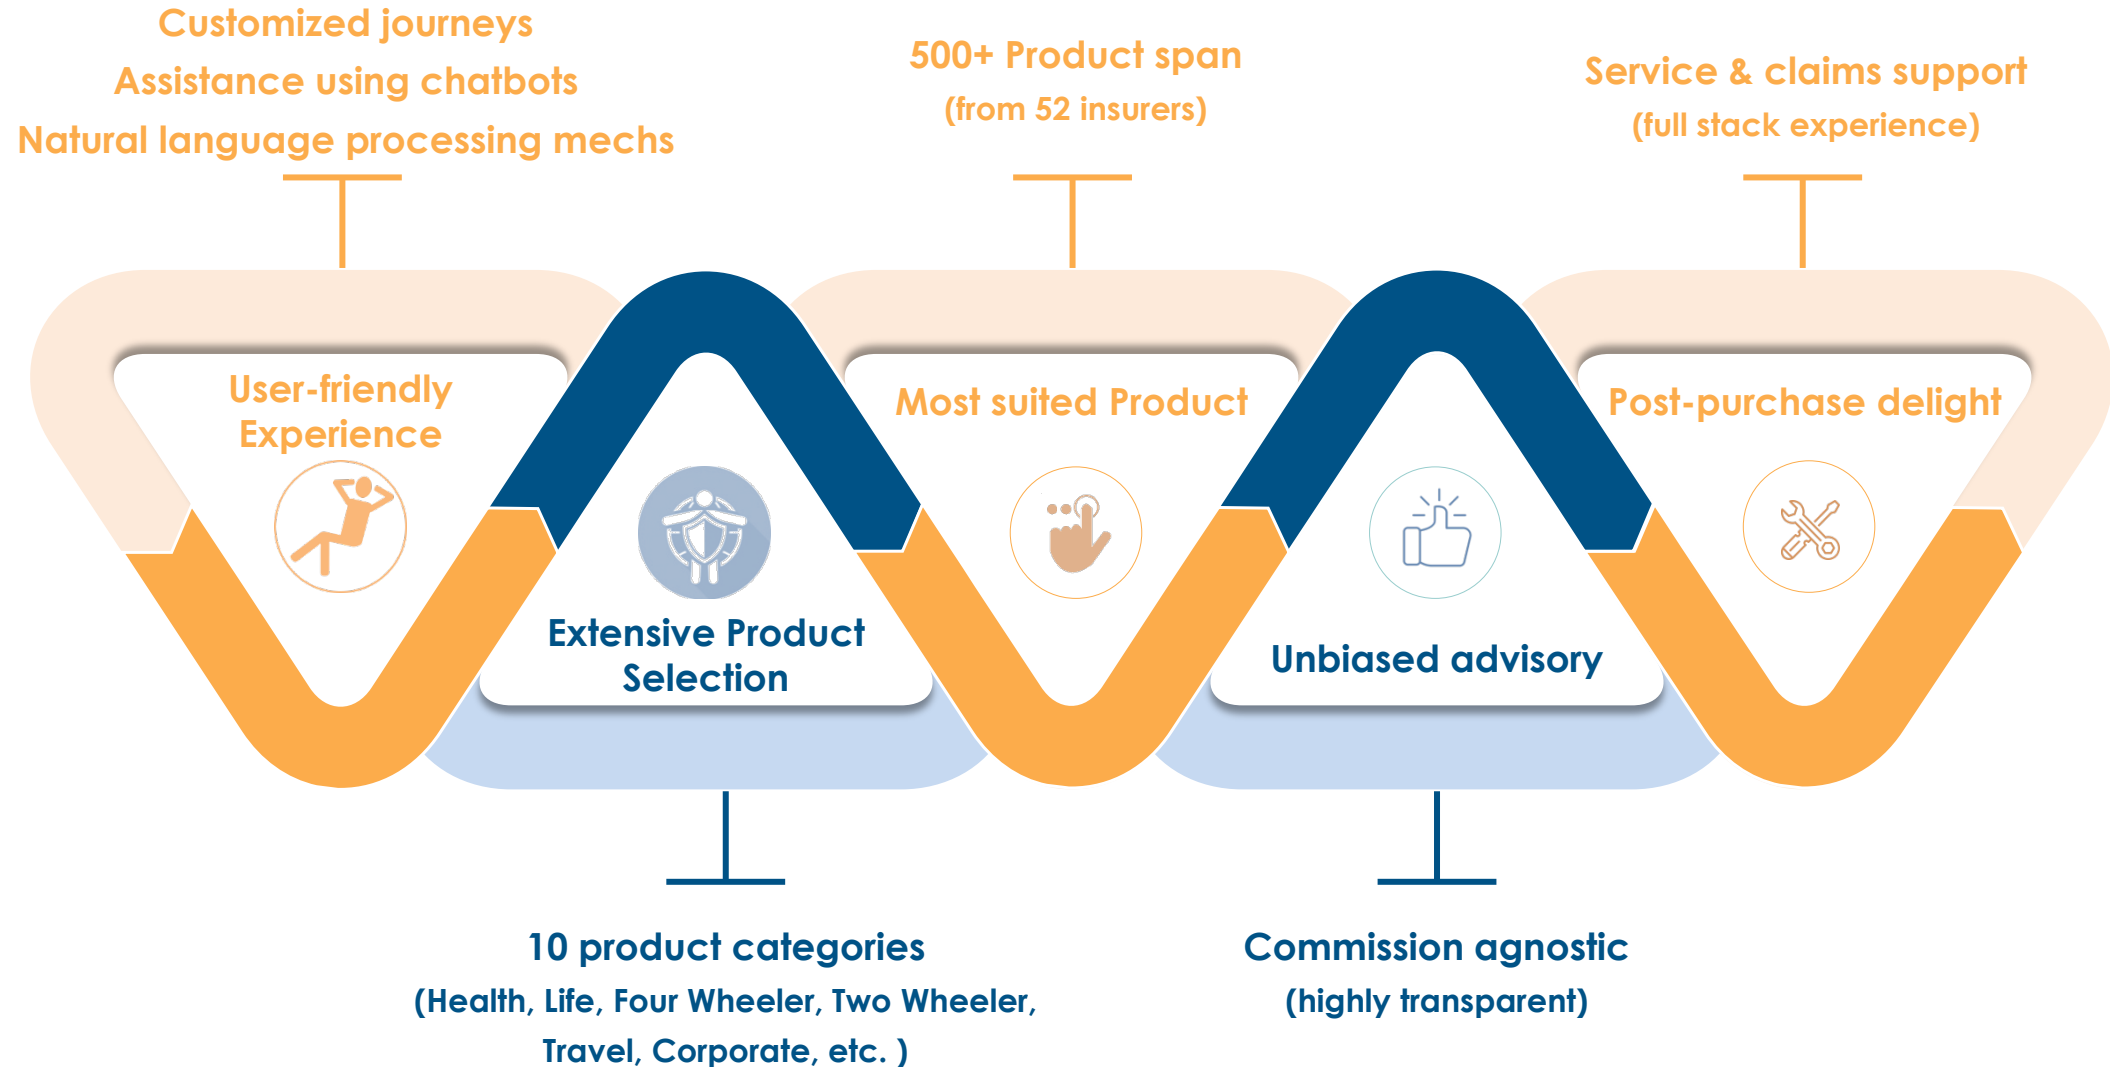 Customized journeys
Assistance using chatbots
Natural language processing mechs
500+ Product span
(from 52 insurers)
Service & claims support
(full stack experience)
User-friendly
Experience
Extensive Product
Selection
Most suited Product
Unbiased advisory
Post-purchase delight
10 product categories
(Health, Life, Four Wheeler, Two Wheeler,
Travel, Corporate, etc. )
Commission agnostic
(highly transparent)